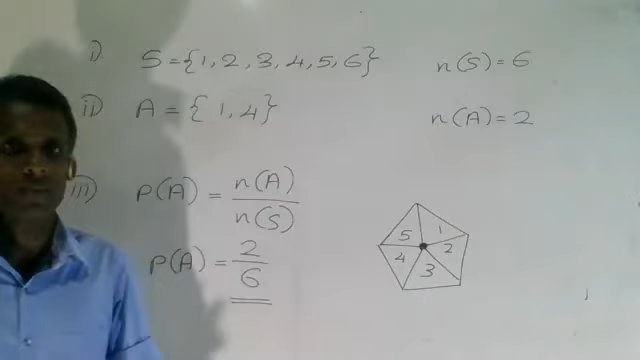 i). S = {1, 2, 3, 4, 5, 6} n(S) = 6
ii) A = {1, 4} n(A) = 2
iii) P(A) = n(A)/n(S)
P(A) = 2/6
5 1
4 2
3